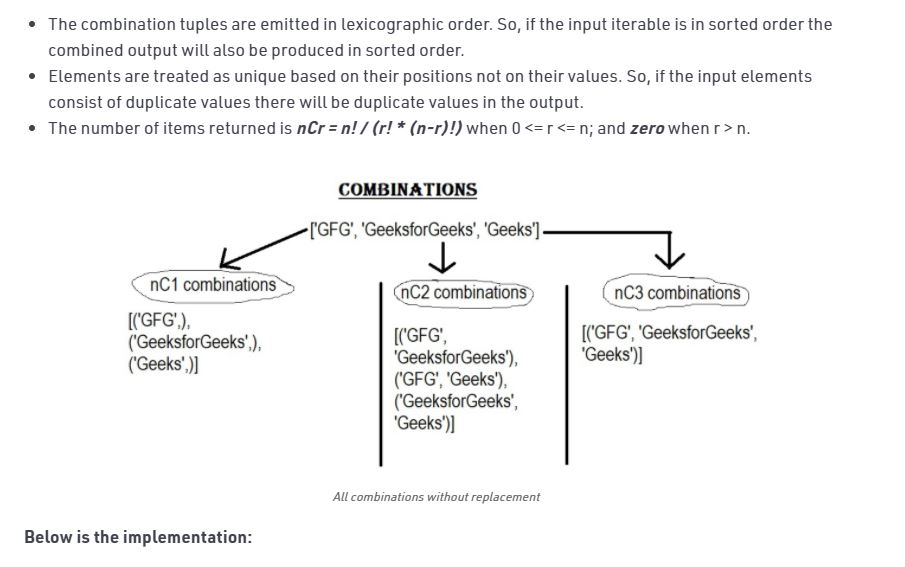 • The combination tuples are emitted in lexicographic order. So, if the input iterable is in sorted order the
combined output will also be produced in sorted order.
• Elements are treated as unique based on their positions not on their values. So, if the input elements
consist of duplicate values there will be duplicate values in the output.
• The number of items returned is nCr = n! / (r! * (n-r)!) when 0 <= r <= n; and zero when r > n.
COMBINATIONS
['GFG', 'GeeksforGeeks', 'Geeks']
nC1 combinations
[('GFG',),
('GeeksforGeeks',),
('Geeks',)]
nC2 combinations
[('GFG',
'GeeksforGeeks'),
('GFG', 'Geeks'),
('GeeksforGeeks',
'Geeks')]
nC3 combinations
[('GFG', 'GeeksforGeeks',
'Geeks')]
All combinations without replacement
Below is the implementation: